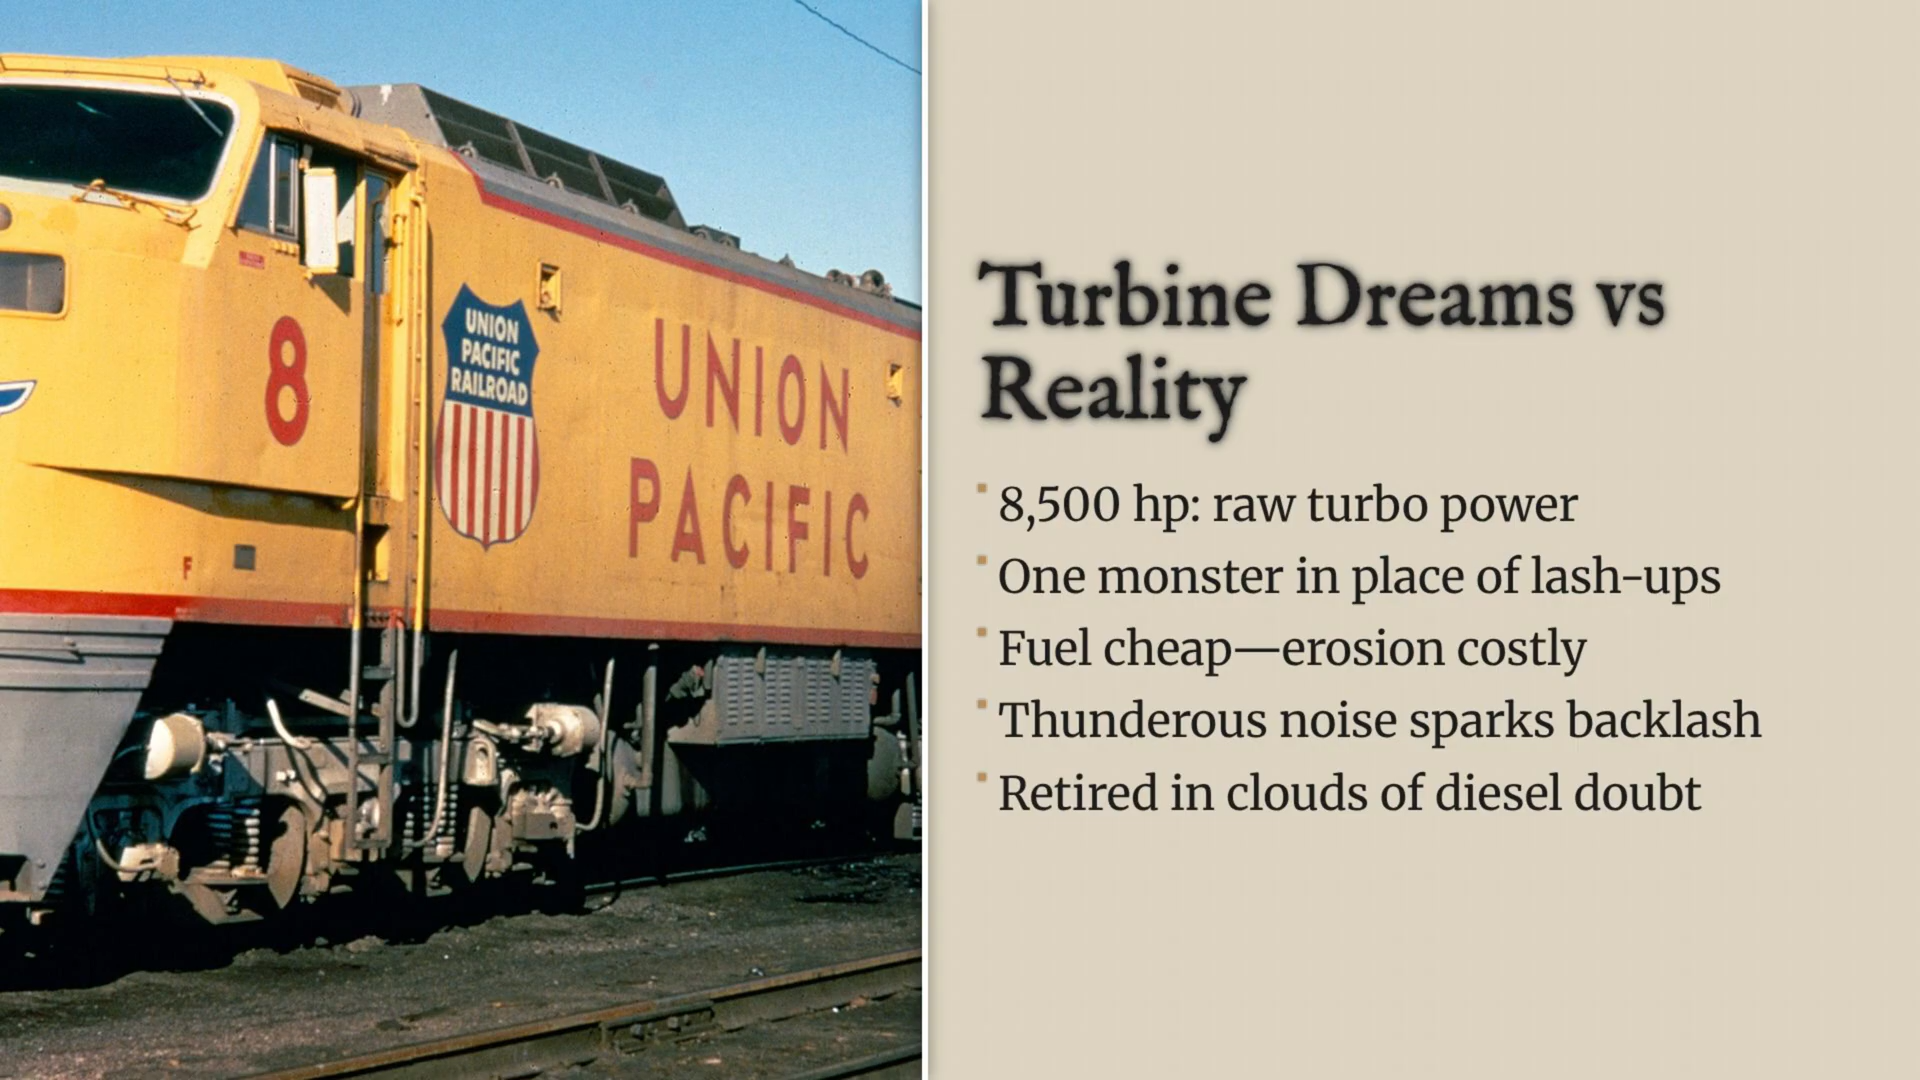 8
UNION
PACIFIC
RAILROAD
UNION
PACIFIC
F
Turbine Dreams vs
Reality
8,500 hp: raw turbo power
One monster in place of lash-ups
Fuel cheap—erosion costly
Thunderous noise sparks backlash
Retired in clouds of diesel doubt